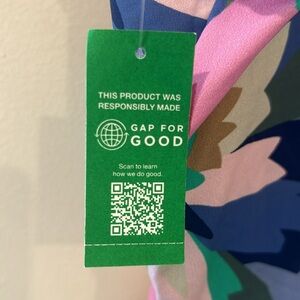 THIS PRODUCT WAS
RESPONSIBLY MADE
GAP FOR
GOOD
Scan to learn
how we do good.